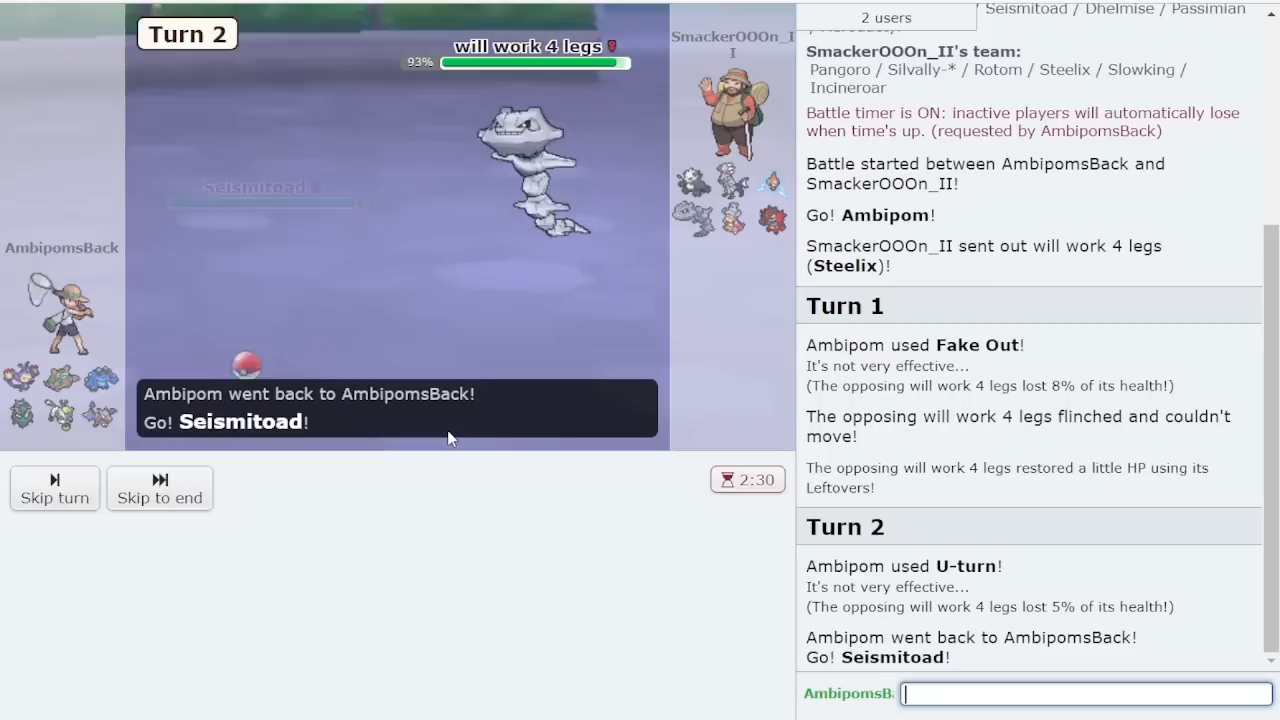 Turn 2
will work 4 legs
93%
Seismitoad
AmbipomsBack
Ambipom went back to AmbipomsBack!
Go! Seismitoad!
SmackerOOOn_I
I
Skip turn
Skip to end
2:30
2 users
Seismitoad / Dhelmise / Passimian
SmackerOOOn_II's team:
Pangoro / Silvally-* / Rotom / Steelix / Slowking /
Incineroar
Battle timer is ON: inactive players will automatically lose
when time's up. (requested by AmbipomsBack)
Battle started between AmbipomsBack and
SmackerOOOn_II!
Go! Ambipom!
SmackerOOOn_II sent out will work 4 legs
(Steelix)!
Turn 1
Ambipom used Fake Out!
It's not very effective...
(The opposing will work 4 legs lost 8% of its health!)
The opposing will work 4 legs flinched and couldn't
move!
The opposing will work 4 legs restored a little HP using its
Leftovers!
Turn 2
Ambipom used U-turn!
It's not very effective...
(The opposing will work 4 legs lost 5% of its health!)
Ambipom went back to AmbipomsBack!
Go! Seismitoad!
AmbipomsB